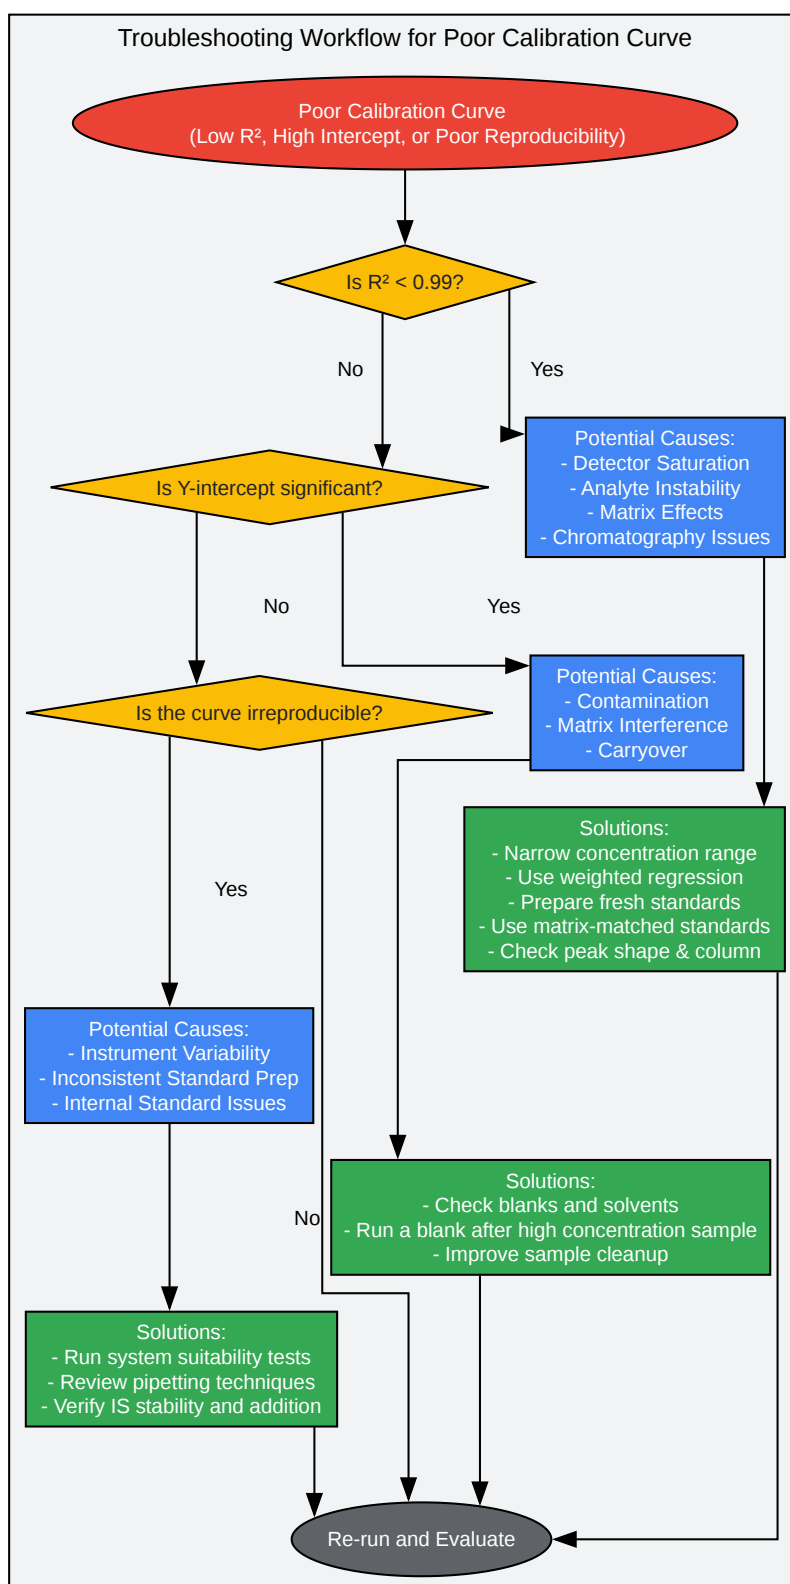 Troubleshooting Workflow for Poor Calibration Curve
Poor Calibration Curve
(Low R², High Intercept, or Poor Reproducibility)
Is R² < 0.99?
No
Yes
Potential Causes:
- Detector Saturation
- Analyte Instability
- Matrix Effects
- Chromatography Issues
Is Y-intercept significant?
No
Yes
Potential Causes:
- Contamination
- Matrix Interference
- Carryover
Is the curve irreproducible?
Solutions:
- Narrow concentration range
- Use weighted regression
- Prepare fresh standards
- Use matrix-matched standards
- Check peak shape & column
Yes
Potential Causes:
- Instrument Variability
- Inconsistent Standard Prep
- Internal Standard Issues
No
Solutions:
- Check blanks and solvents
- Run a blank after high concentration sample
- Improve sample cleanup
Solutions:
- Run system suitability tests
- Review pipetting techniques
- Verify IS stability and addition
Re-run and Evaluate